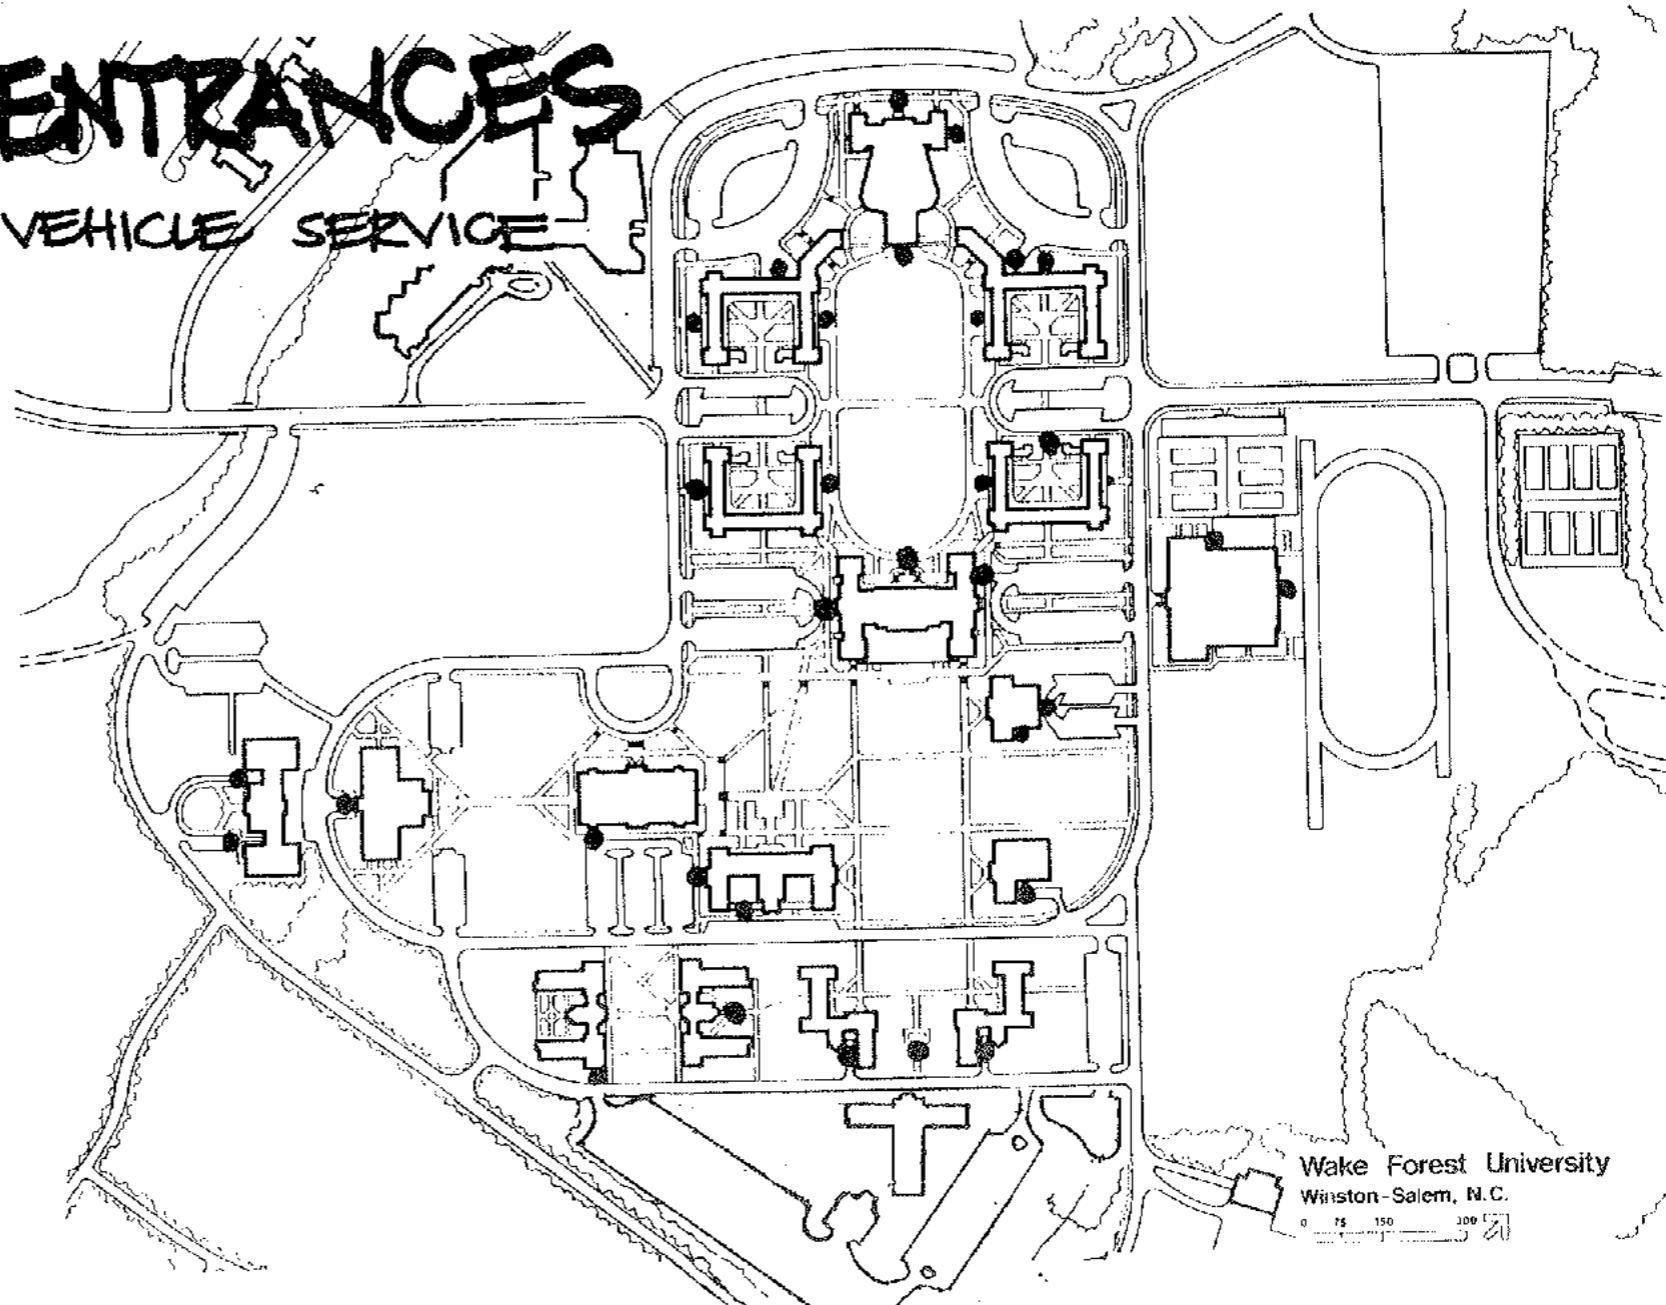 ENTRANCES
VEHICLE SERVICE
Wake Forest University
Winston-Salem, N.C.
0 75 150 300